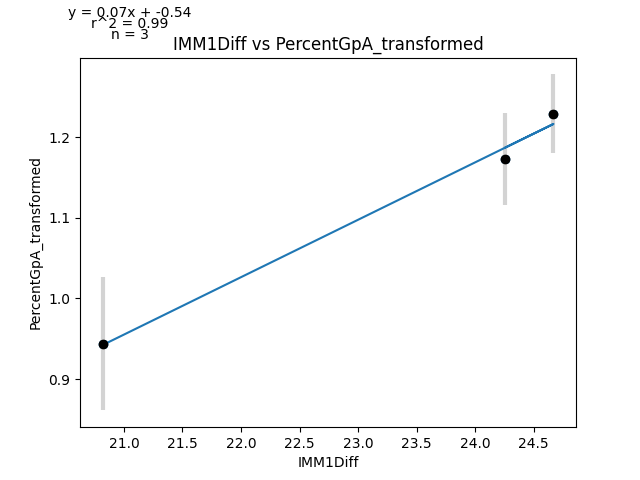 y = 0.07x + -0.54
r^2 = 0.99
n = 3
IMM1Diff vs PercentGpA_transformed
PercentGpA_transformed
1.2
1.1
1.0
0.9
21.0 21.5 22.0 22.5 23.0 23.5 24.0 24.5
IMM1Diff